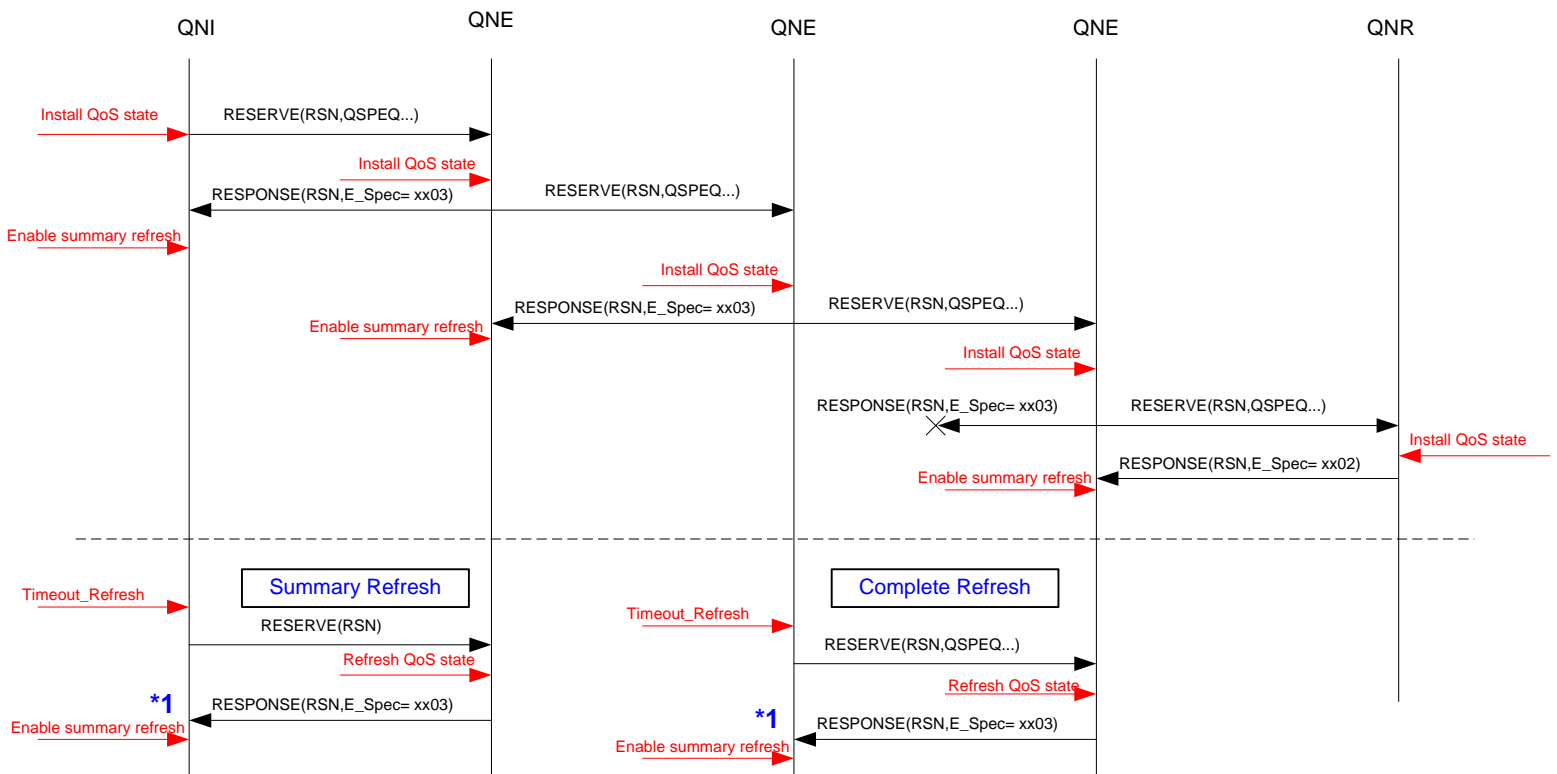 QNI
QNE
QNE
QNE
QNR
Install QoS state
RESERVE(RSN,QSPEQ...)
Install QoS state
RESPONSE(RSN,E_Spec= xx03)
RESERVE(RSN,QSPEQ...)
Enable summary refresh
Install QoS state
RESPONSE(RSN,E_Spec= xx03)
RESERVE(RSN,QSPEQ...)
Enable summary refresh
Install QoS state
RESPONSE(RSN,E_Spec= xx03)
RESERVE(RSN,QSPEQ...)
Install QoS state
RESPONSE(RSN,E_Spec= xx02)
Enable summary refresh
Summary Refresh
Complete Refresh
Timeout_Refresh
Timeout_Refresh
RESERVE(RSN)
RESERVE(RSN,QSPEQ...)
Refresh QoS state
Refresh QoS state
*1
RESPONSE(RSN,E_Spec= xx03)
*1
RESPONSE(RSN,E_Spec= xx03)
Enable summary refresh
Enable summary refresh